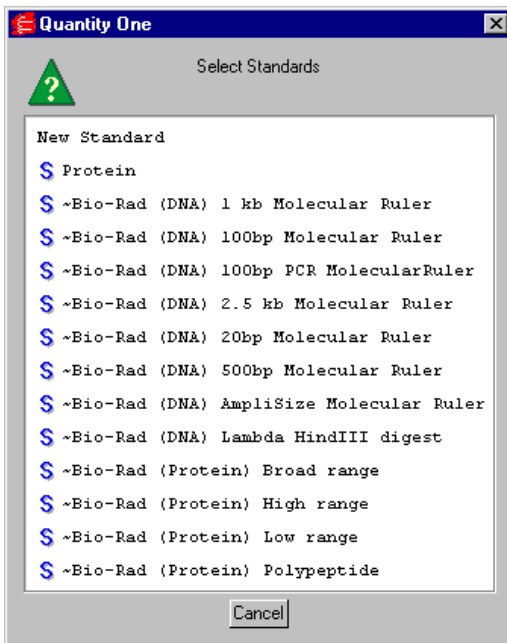 Quantity One
Select Standards
?
New Standard
S Protein
S ~Bio-Rad (DNA) 1 kb Molecular Ruler
S ~Bio-Rad (DNA) 100bp Molecular Ruler
S ~Bio-Rad (DNA) 100bp PCR MolecularRuler
S ~Bio-Rad (DNA) 2.5 kb Molecular Ruler
S ~Bio-Rad (DNA) 20bp Molecular Ruler
S ~Bio-Rad (DNA) 500bp Molecular Ruler
S ~Bio-Rad (DNA) AmpliSize Molecular Ruler
S ~Bio-Rad (DNA) Lambda HindIII digest
S ~Bio-Rad (Protein) Broad range
S ~Bio-Rad (Protein) High range
S ~Bio-Rad (Protein) Low range
S ~Bio-Rad (Protein) Polypeptide
Cancel